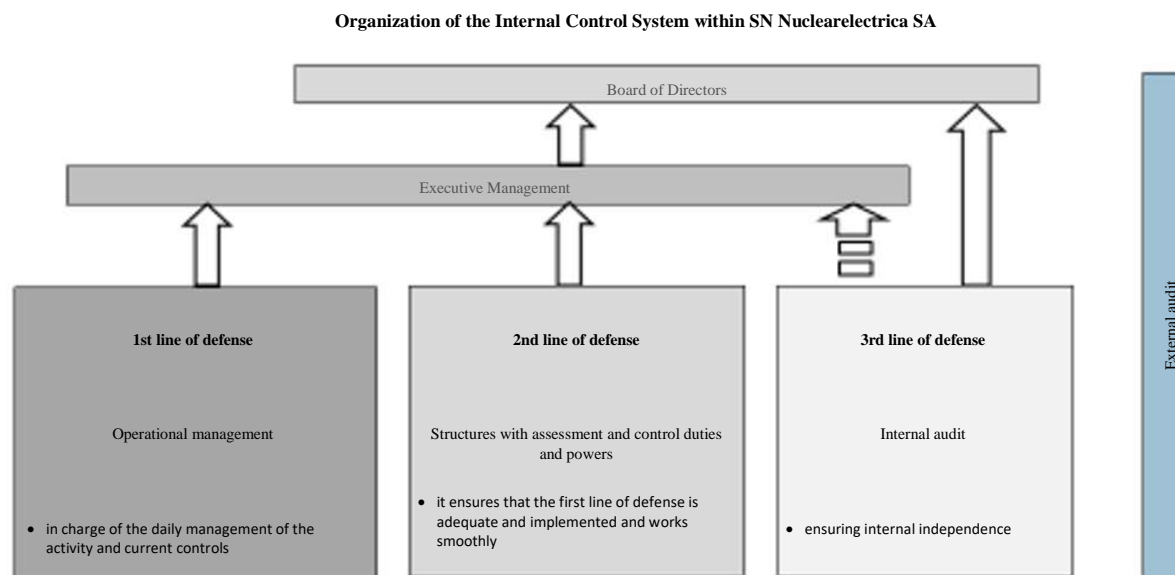 Organization of the Internal Control System within SN Nuclearelectrica SA
Board of Directors
Executive Management
1st line of defense
Operational management
• in charge of the daily management of the
activity and current controls
2nd line of defense
Structures with assessment and control duties
and powers
• it ensures that the first line of defense is
adequate and implemented and works
smoothly
3rd line of defense
Internal audit
• ensuring internal independence
External audit